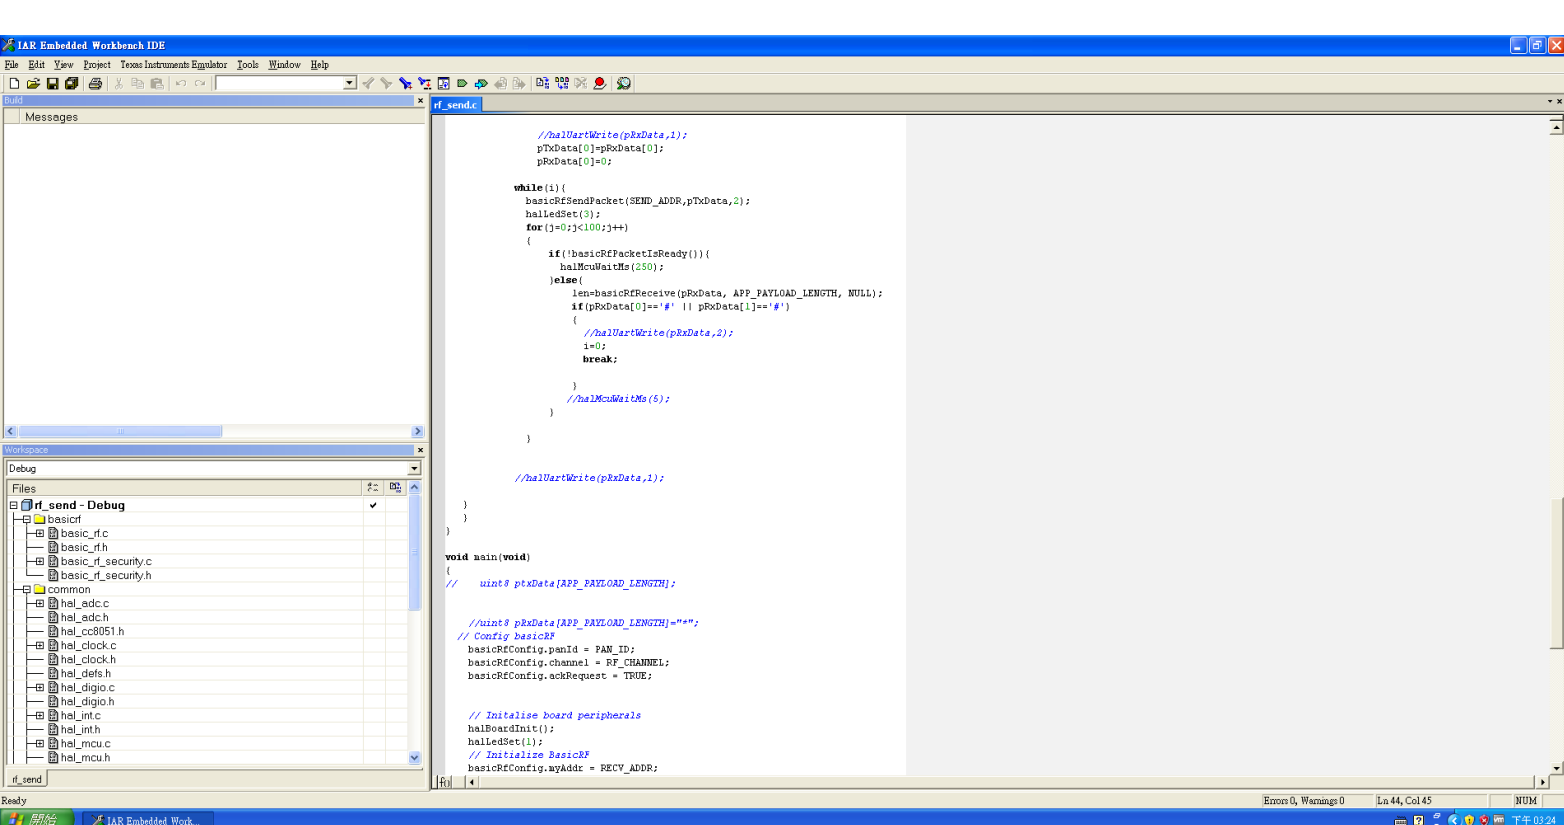 IAR Embedded Workbench IDE
File Edit View Project Texas Instruments Emulator Tools Window Help
Build
Messages
Workspace
Debug
Files
rf_send - Debug
basicrf
basic_rf.c
basic_rf.h
basic_rf_security.c
basic_rf_security.h
common
hal_adc.c
hal_adc.h
hal_cc8051.h
hal_clock.c
hal_clock.h
hal_defs.h
hal_digio.c
hal_digio.h
hal_int.c
hal_int.h
hal_mcu.c
hal_mcu.h
rf_send
rf_send.c
//halUartWrite(pRxData,1);
pTxData[0]=pRxData[0];
pRxData[0]=0;
while(i){
basicRfSendPacket(SEND_ADDR,pTxData,2);
halLedSet(3);
for(j=0;j<100;j++)
{
if(!basicRfPacketIsReady()){
halMcuWaitMs(250);
}else{
len=basicRfReceive(pRxData, APP_PAYLOAD_LENGTH, NULL);
if(pRxData[0]=='#' || pRxData[1]=='#')
{
//halUartWrite(pRxData,2);
i=0;
break;
}
//halMcuWaitMs(5);
}
}
//halUartWrite(pRxData,1);
}
}
}
void main(void)
{
// uint8 ptxData[APP_PAYLOAD_LENGTH];
//uint8 pRxData[APP_PAYLOAD_LENGTH]="*";
// Config basicRF
basicRfConfig.panId = PAN_ID;
basicRfConfig.channel = RF_CHANNEL;
basicRfConfig.ackRequest = TRUE;
// Initalise board peripherals
halBoardInit();
halLedSet(1);
// Initialize BasicRF
basicRfConfig.myAddr = RECV_ADDR;
f()
Ready
Errors 0, Warnings 0
Ln 44, Col 45
NUM
開始
IAR Embedded Work...
下午 03:24